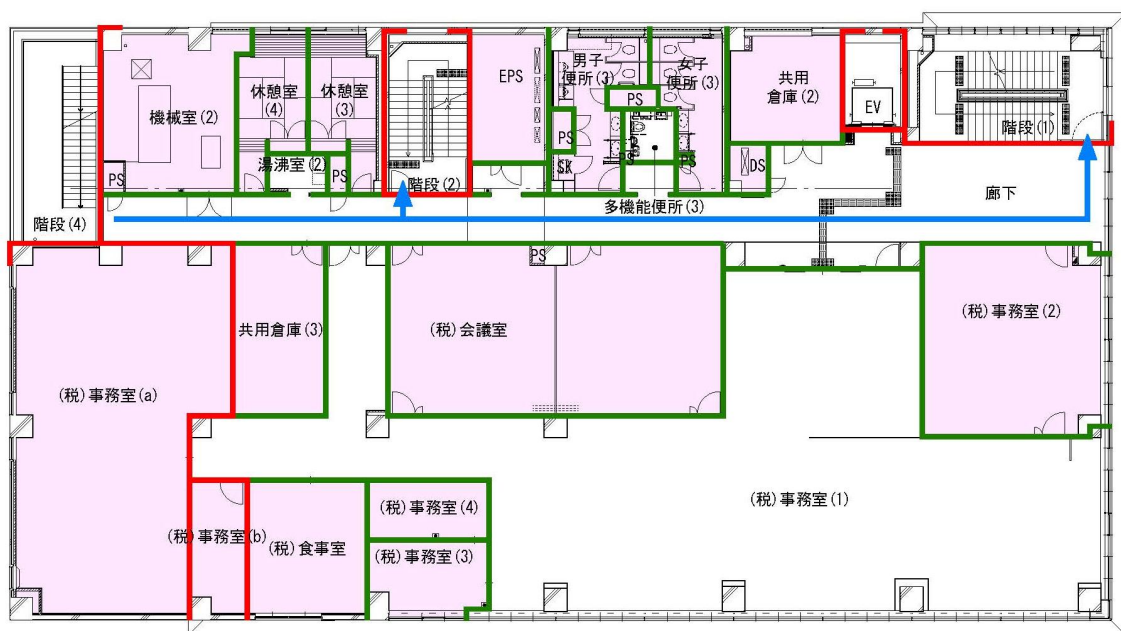 機械室(2)
PS
休憩室
(4)
休憩室
(3)
湯沸室(2)
PS
階段(4)
階段(2)
EPS
男子
便所(3)
女子
便所(3)
PS
PS
SK
PS
PS
多機能便所(3)
共用
倉庫(2)
DS
EV
階段(1)
廊下
(税)事務室(a)
共用倉庫(3)
PS
(税)会議室
(税)事務室(2)
(税)事務室(b)
(税)食事室
(税)事務室(4)
(税)事務室(3)
(税)事務室(1)